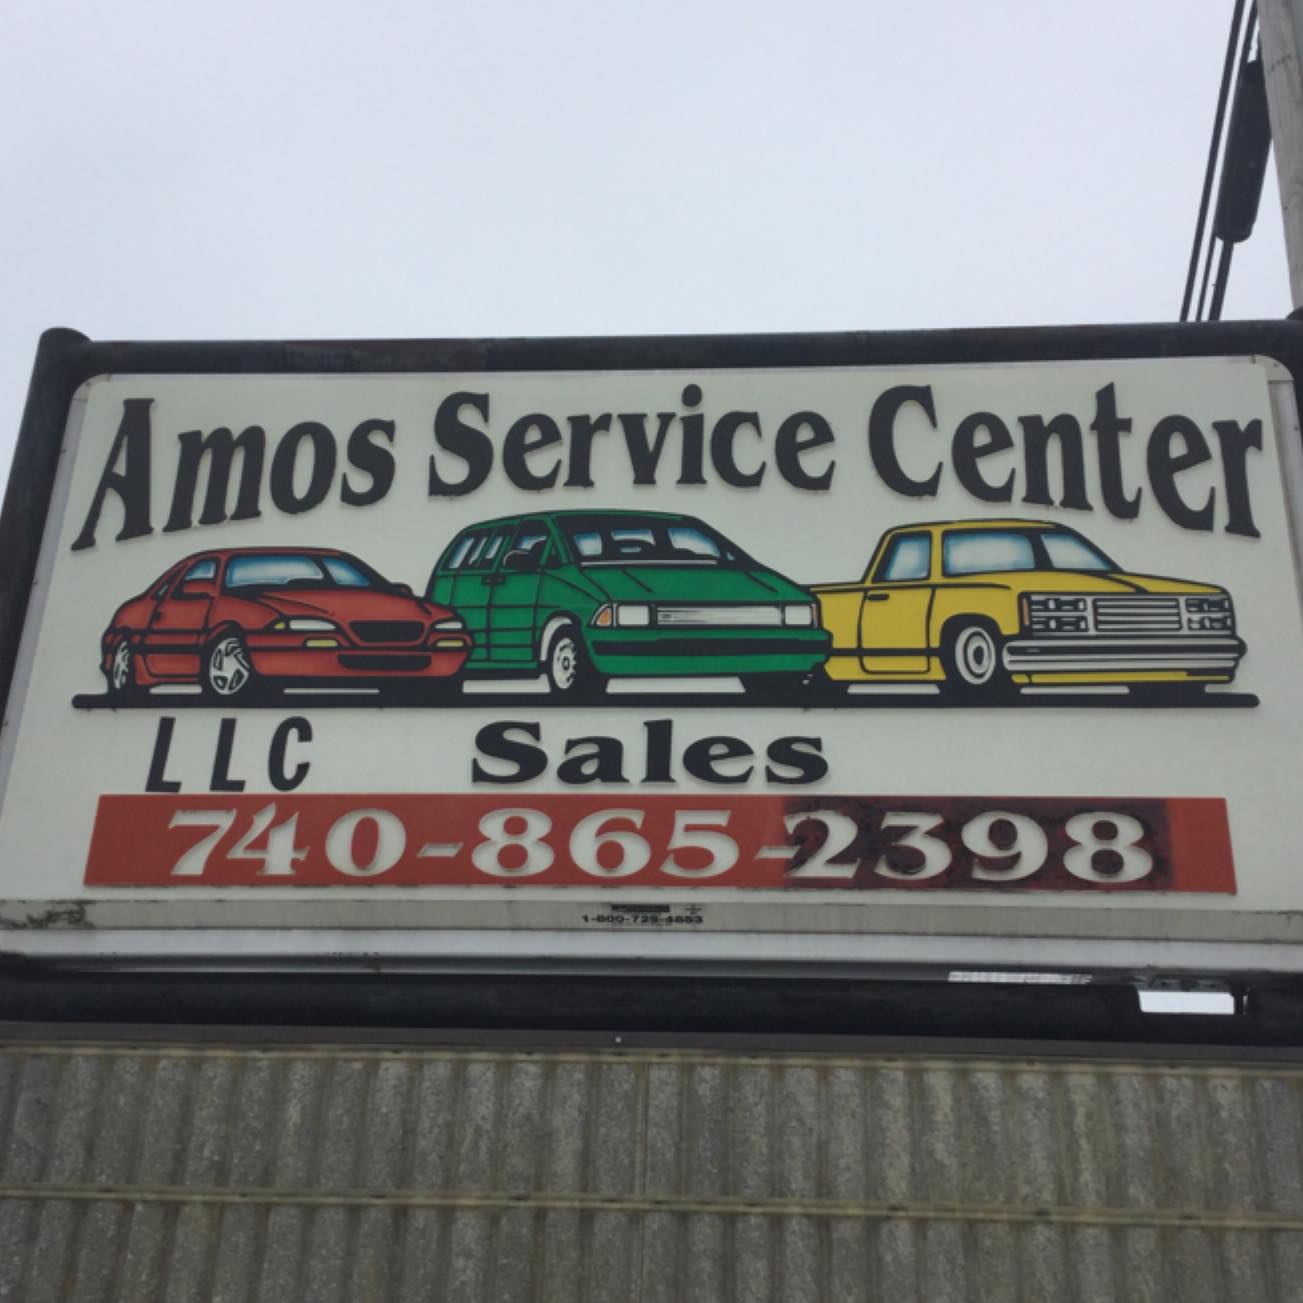 Amos Service Center
LLC Sales
740-865-2398